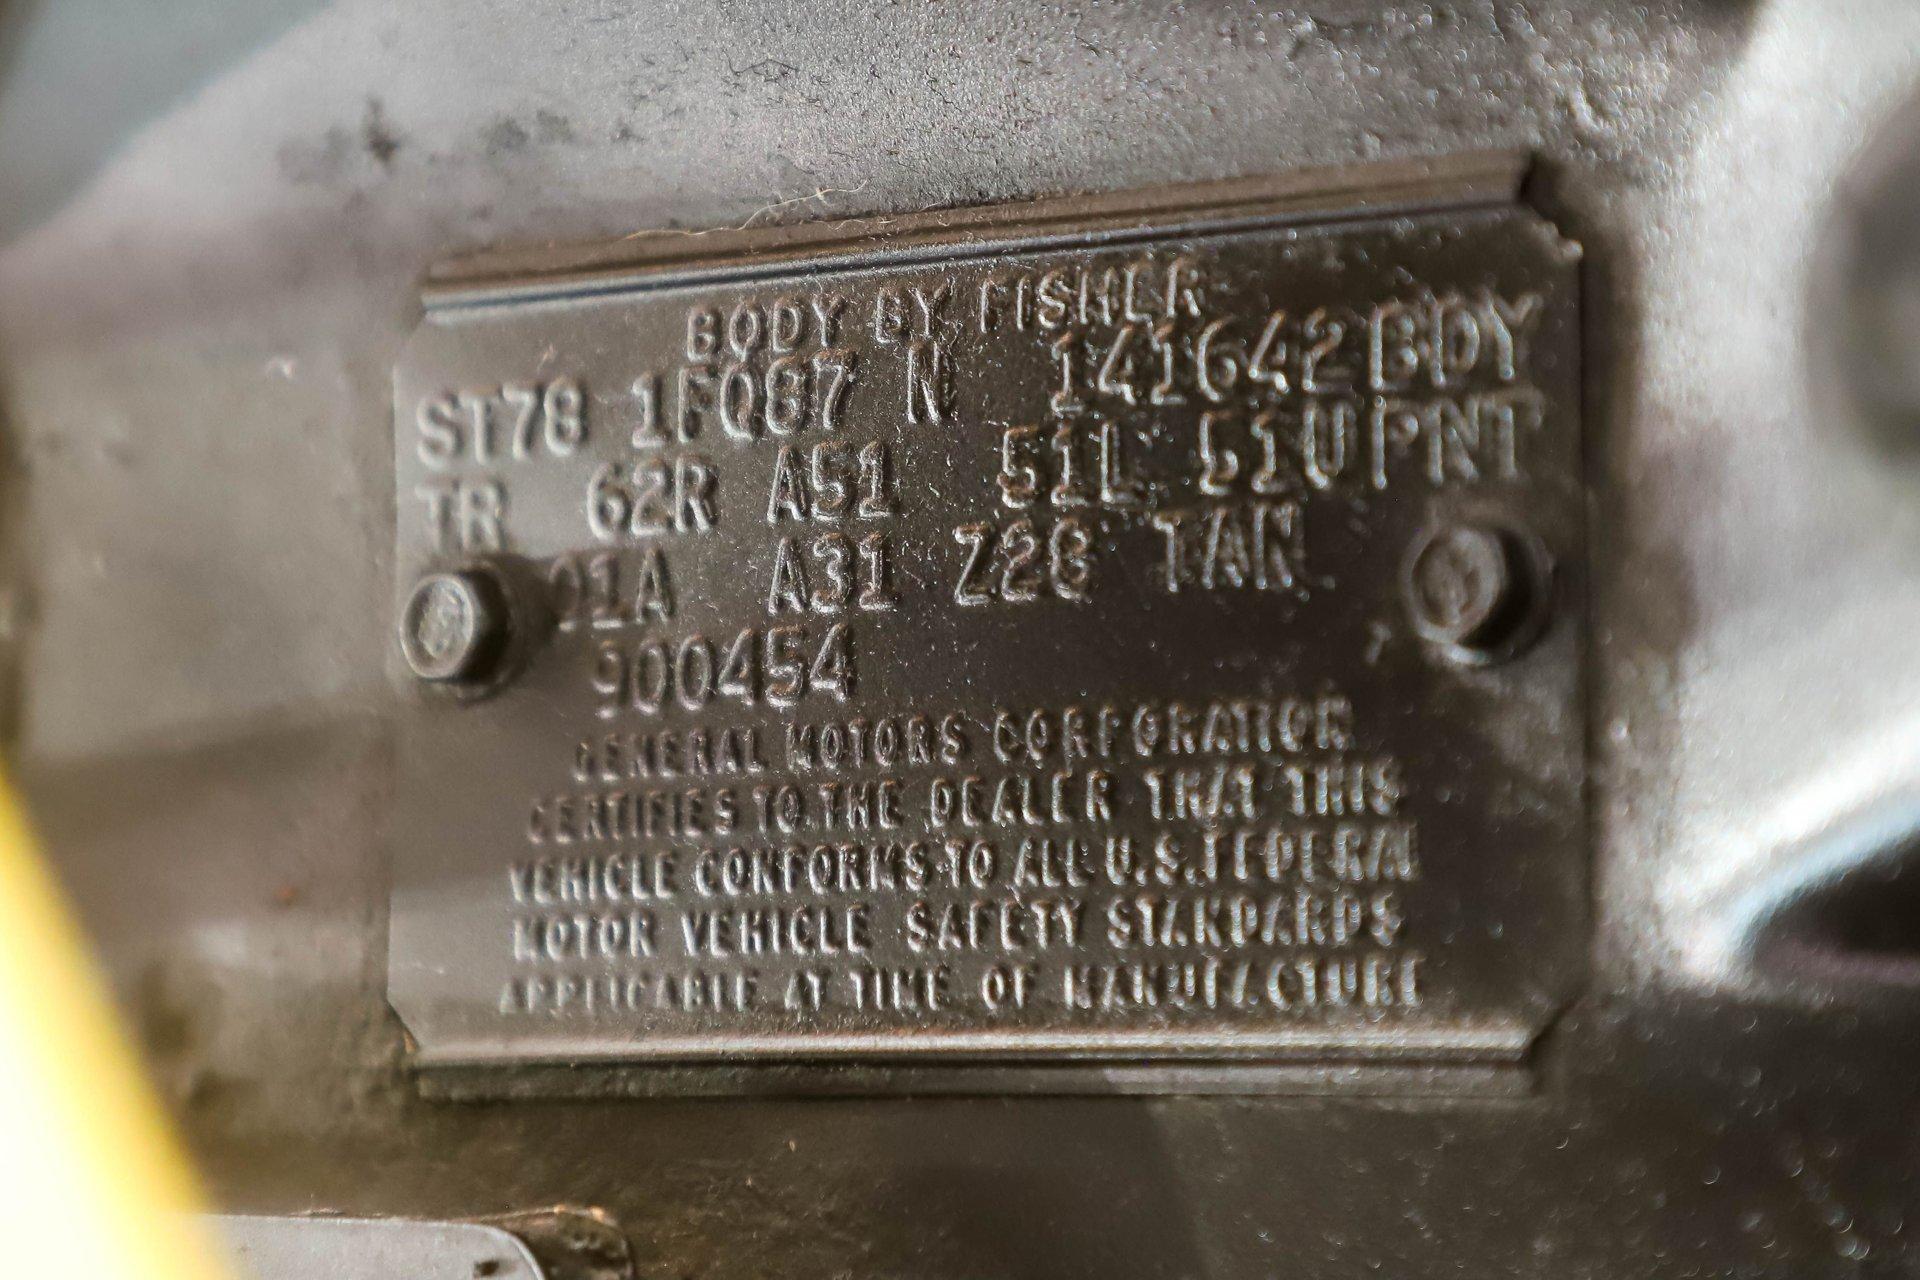 BODY BY FISHER
ST78 1FQ87 N 141642 BDY
TR 62R A51 51L 51U PNT
01A A31 Z28 TAN
900454
GENERAL MOTORS CORPORATION
CERTIFIES TO THE DEALER THAT THIS
VEHICLE CONFORMS TO ALL U.S. FEDERAL
MOTOR VEHICLE SAFETY STANDARDS
APPLICABLE AT TIME OF MANUFACTURE